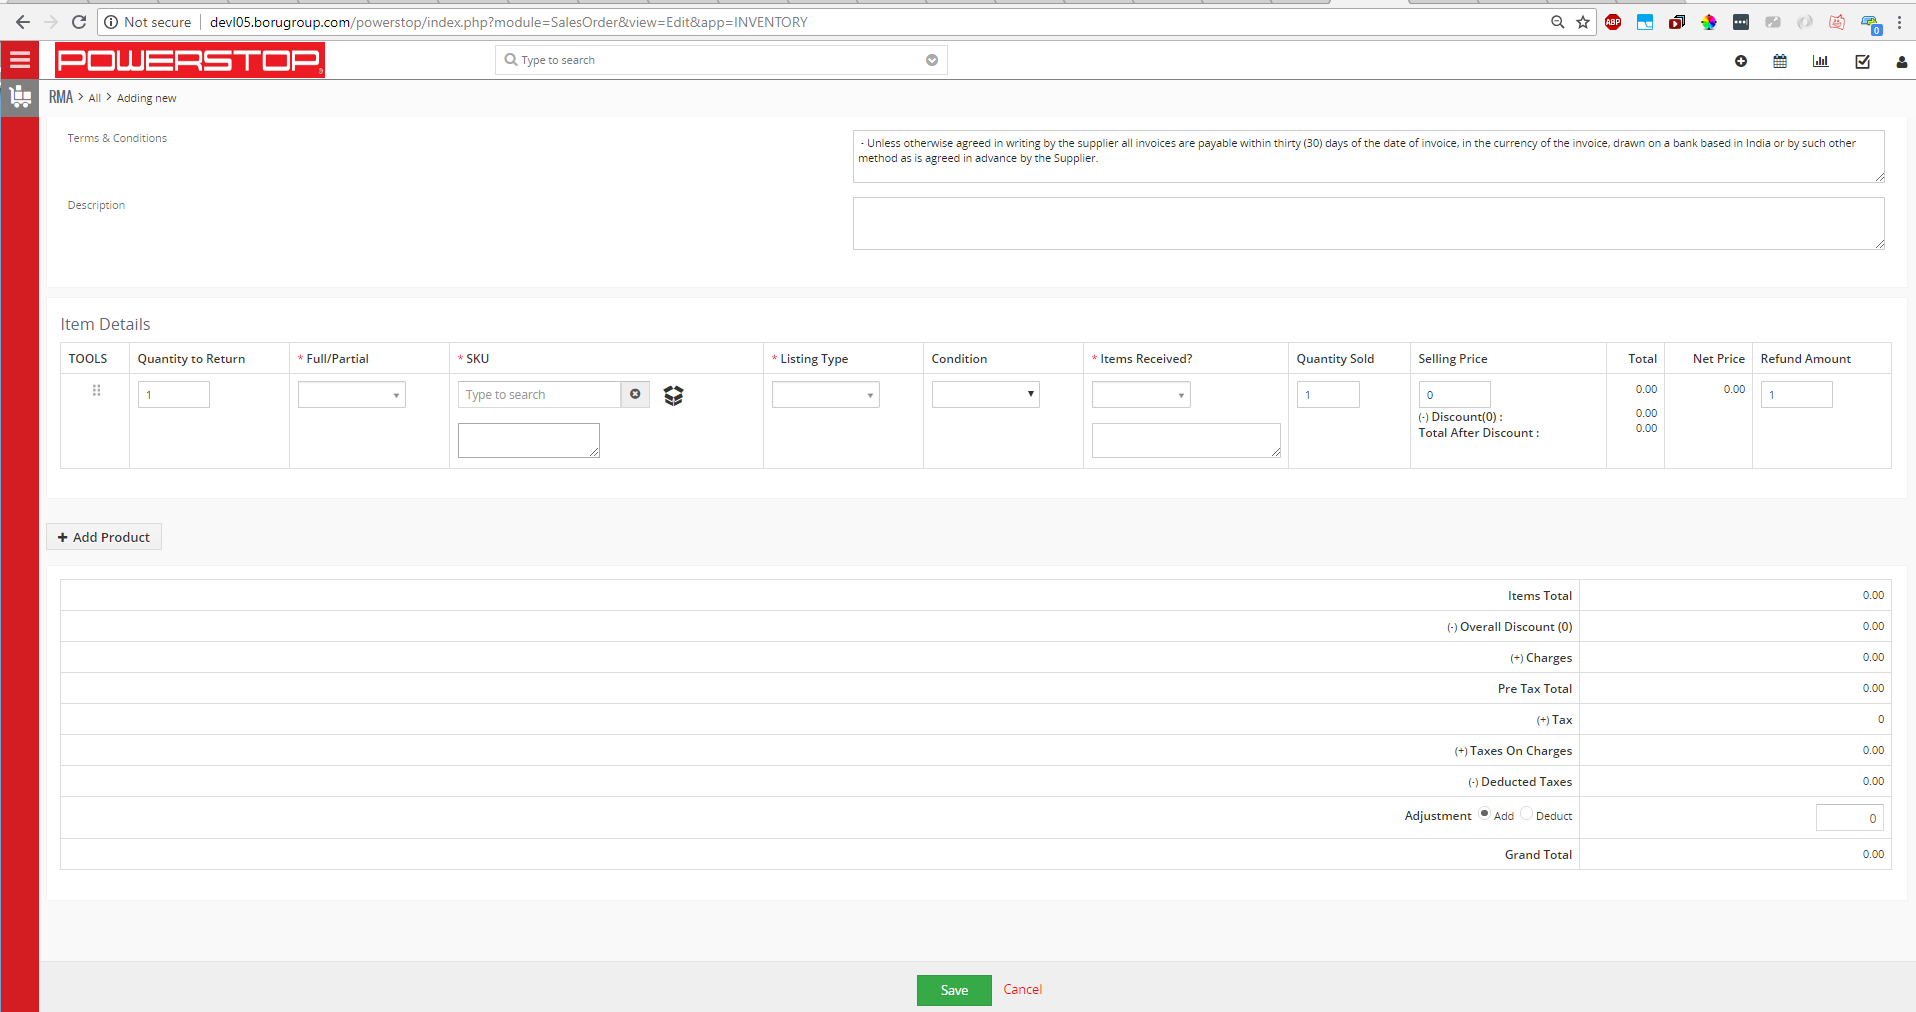 Not secure | devl05.borugroup.com/powerstop/index.php?module=SalesOrder&view=Edit&app=INVENTORY
ABP
0
POWERSTOP
Type to search
RMA > All > Adding new
Terms & Conditions
- Unless otherwise agreed in writing by the supplier all invoices are payable within thirty (30) days of the date of invoice, in the currency of the invoice, drawn on a bank based in India or by such other
method as is agreed in advance by the Supplier.
Description
Item Details
TOOLS Quantity to Return * Full/Partial * SKU * Listing Type Condition * Items Received? Quantity Sold Selling Price Total Net Price Refund Amount
1 Type to search 1 0 0.00 0.00 1
(-) Discount(0) : 0.00
Total After Discount : 0.00
+ Add Product
Items Total 0.00
(-) Overall Discount (0) 0.00
(+) Charges 0.00
Pre Tax Total 0.00
(+) Tax 0
(+) Taxes On Charges 0.00
(-) Deducted Taxes 0.00
Adjustment Add Deduct 0
Grand Total 0.00
Save Cancel